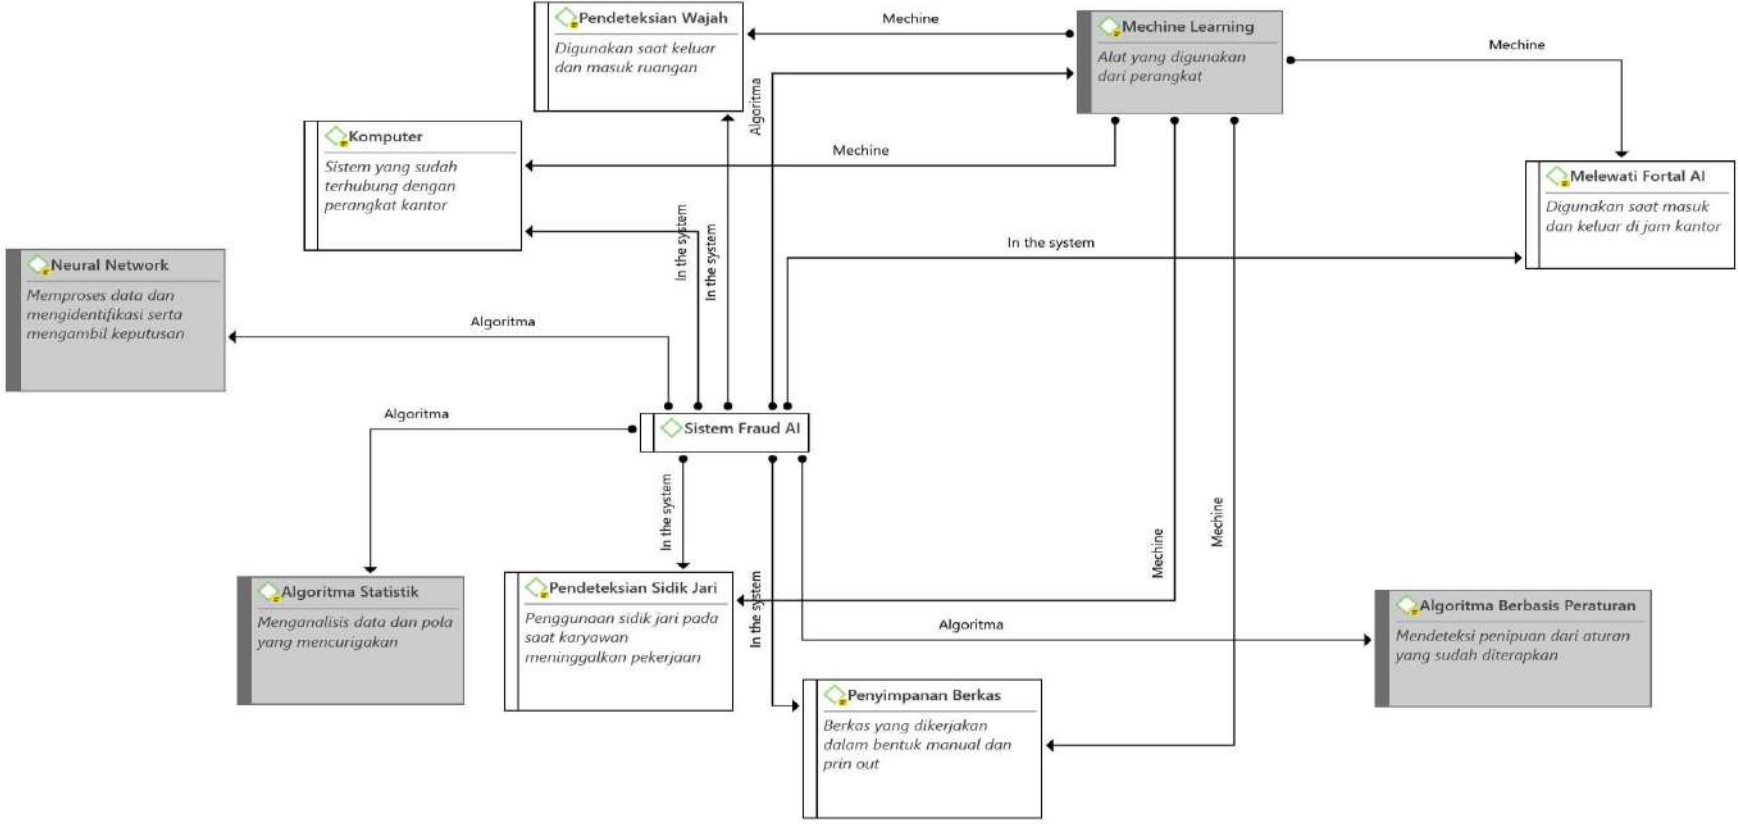 Pendeteksian Wajah
Digunakan saat keluar
dan masuk ruangan
Mechine
Mechine Learning
Alat yang digunakan
dari perangkat
Mechine
Algoritma
Komputer
Sistem yang sudah
terhubung dengan
perangkat kantor
Mechine
Melewati Fortal AI
Digunakan saat masuk
dan keluar di jam kantor
In the system
In the system
In the system
Neural Network
Memproses data dan
mengidentifikasi serta
mengambil keputusan
Algoritma
Algoritma
Sistem Fraud AI
In the system
Mechine
Mechine
In the system
Algoritma Statistik
Menganalisis data dan pola
yang mencurigakan
Pendeteksian Sidik Jari
Penggunaan sidik jari pada
saat karyawan
meninggalkan pekerjaan
Algoritma
Algoritma Berbasis Peraturan
Mendeteksi penipuan dari aturan
yang sudah diterapkan
Penyimpanan Berkas
Berkas yang dikerjakan
dalam bentuk manual dan
prin out